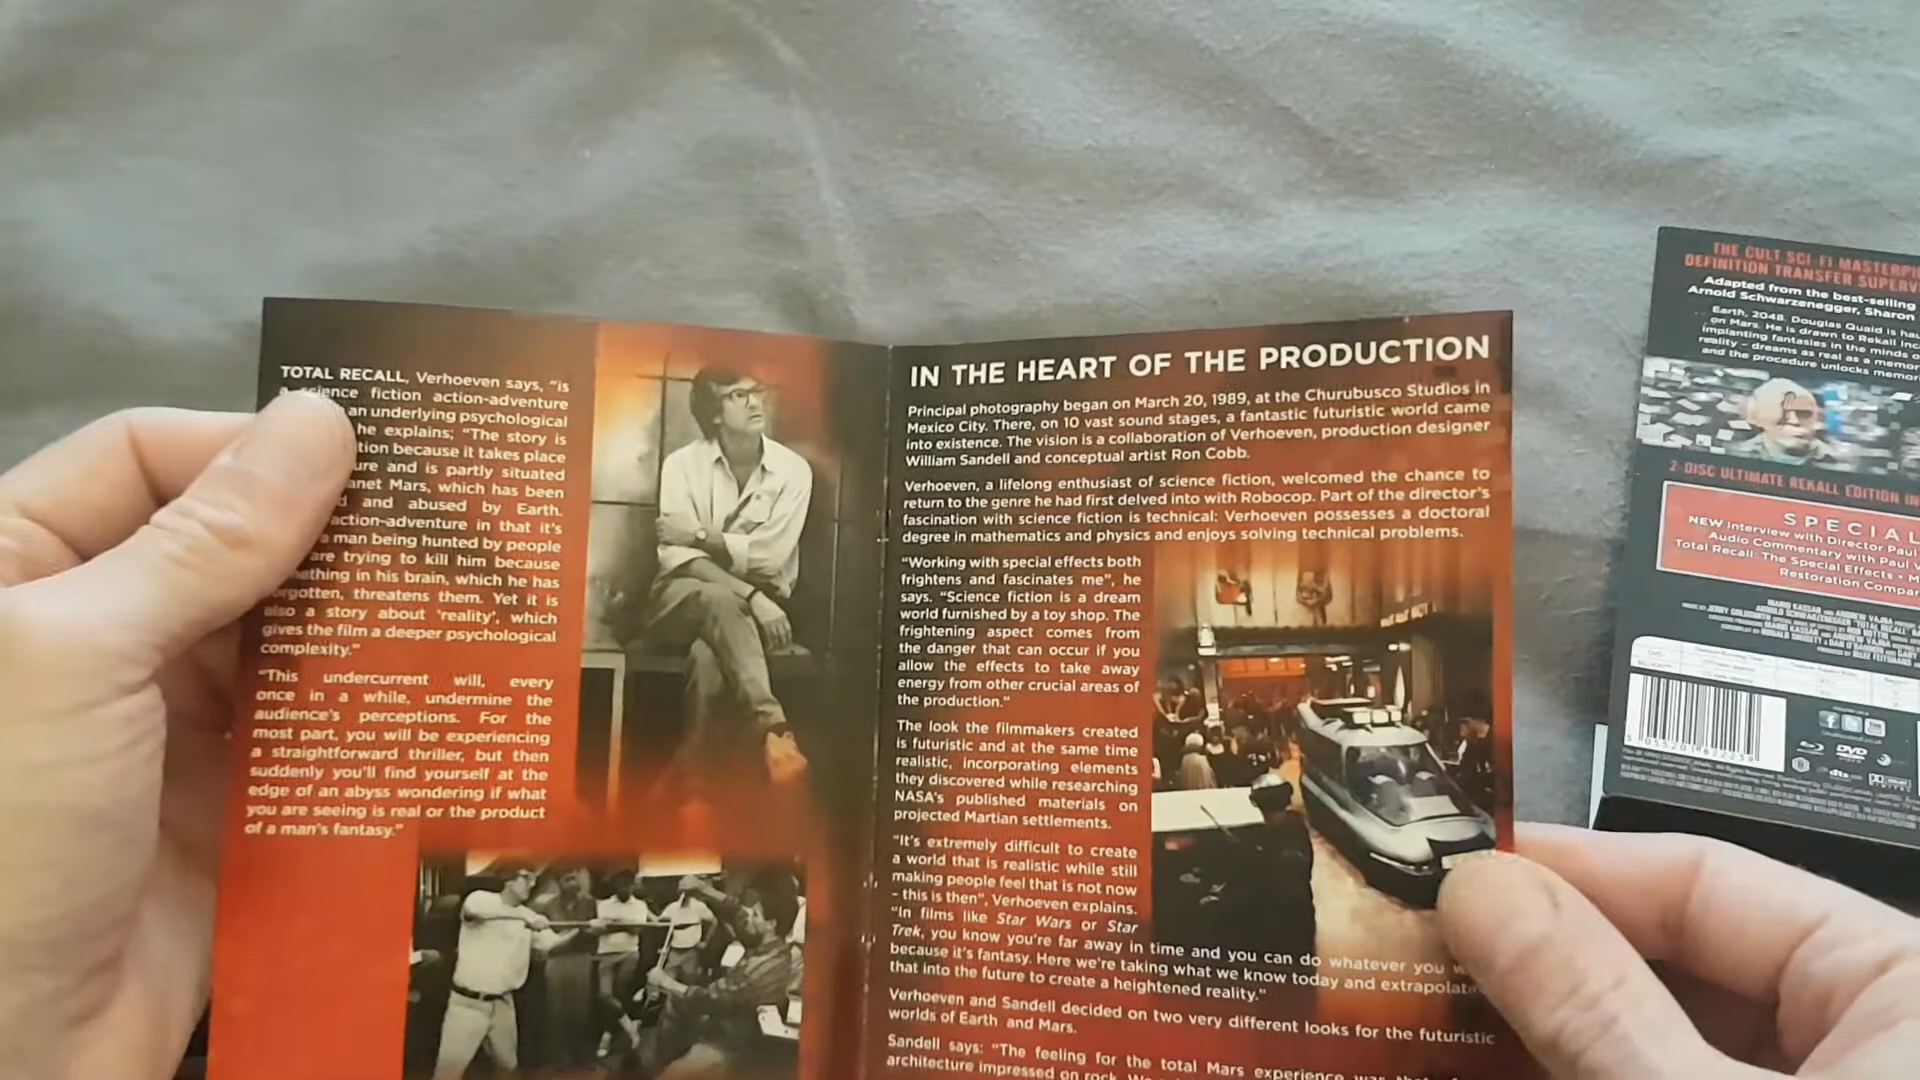 TOTAL RECALL, Verhoeven says, “is
a science fiction action-adventure
an underlying psychological
he explains; “The story is
because it takes place
and is partly situated
Mars, which has been
and abused by Earth.
action-adventure in that it's
a man being hunted by people
are trying to kill him because
in his brain, which he has
threatens them. Yet it is
also a story about 'reality', which
gives the film a deeper psychological
complexity.”
“This undercurrent will, every
once in a while, undermine the
audience's perceptions. For the
most part, you will be experiencing
a straightforward thriller, but then
suddenly you'll find yourself at the
edge of an abyss wondering if what
you are seeing is real or the product
of a man's fantasy.”
IN THE HEART OF THE PRODUCTION
Principal photography began on March 20, 1989, at the Churubusco Studios in
Mexico City. There, on 10 vast sound stages, a fantastic futuristic world came
into existence. The vision is a collaboration of Verhoeven, production designer
William Sandell and conceptual artist Ron Cobb.
Verhoeven, a lifelong enthusiast of science fiction, welcomed the chance to
return to the genre he had first delved into with Robocop. Part of the director's
fascination with science fiction is technical: Verhoeven possesses a doctoral
degree in mathematics and physics and enjoys solving technical problems.
“Working with special effects both
frightens and fascinates me”, he
says. “Science fiction is a dream
world furnished by a toy shop. The
frightening aspect comes from
the danger that can occur if you
allow the effects to take away
energy from other crucial areas of
the production.”
The look the filmmakers created
is futuristic and at the same time
realistic, incorporating elements
they discovered while researching
NASA's published materials on
projected Martian settlements.
“It's extremely difficult to create
a world that is realistic while still
making people feel that is not now
– this is then”, Verhoeven explains.
“In films like Star Wars or Star
Trek, you know you're far away in time and you can do whatever you
because it's fantasy. Here we're taking what we know today and
that into the future to create a heightened reality.”
Verhoeven and Sandell decided on two very different looks for the futuristic
worlds of Earth and Mars.
Sandell says: “The feeling for the total Mars experience was
architecture impressed on rock.
THE CULT SCI-FI
DEFINITION TRANSFER
Adapted from the best-selling
Arnold Schwarzenegger, Sharon
Earth, 2048. Douglas Quaid is
on Mars. He is drawn to Rekall
implanting fantasies in the minds
reality – dreams as real as a
and the procedure unlocks
2-DISC ULTIMATE REKALL EDITION
SPECIAL
NEW Interview with Director Paul
Audio Commentary with Paul
Total Recall: The Special Effects •
Restoration
DVD
dts